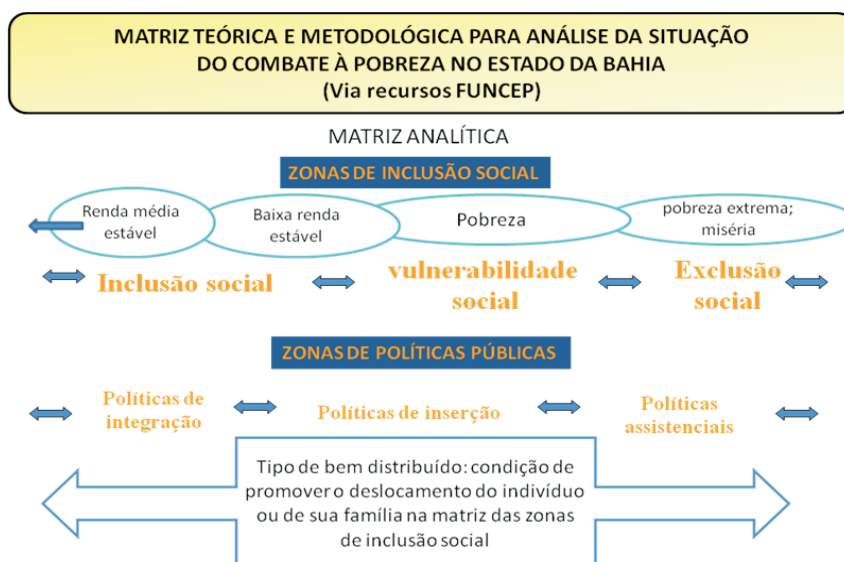 MATRIZ TEÓRICA E METODOLÓGICA PARA ANÁLISE DA SITUAÇÃO
DO COMBATE À POBREZA NO ESTADO DA BAHIA
(Via recursos FUNCEP)
MATRIZ ANALÍTICA
ZONAS DE INCLUSÃO SOCIAL
Renda média
estável
Baixa renda
estável
Pobreza
pobreza extrema;
miséria
Inclusão social
vulnerabilidade
social
Exclusão
social
ZONAS DE POLÍTICAS PÚBLICAS
Políticas de
integração
Políticas de inserção
Políticas
assistenciais
Tipo de bem distribuído: condição de
promover o deslocamento do indivíduo
ou de sua família na matriz das zonas
de inclusão social